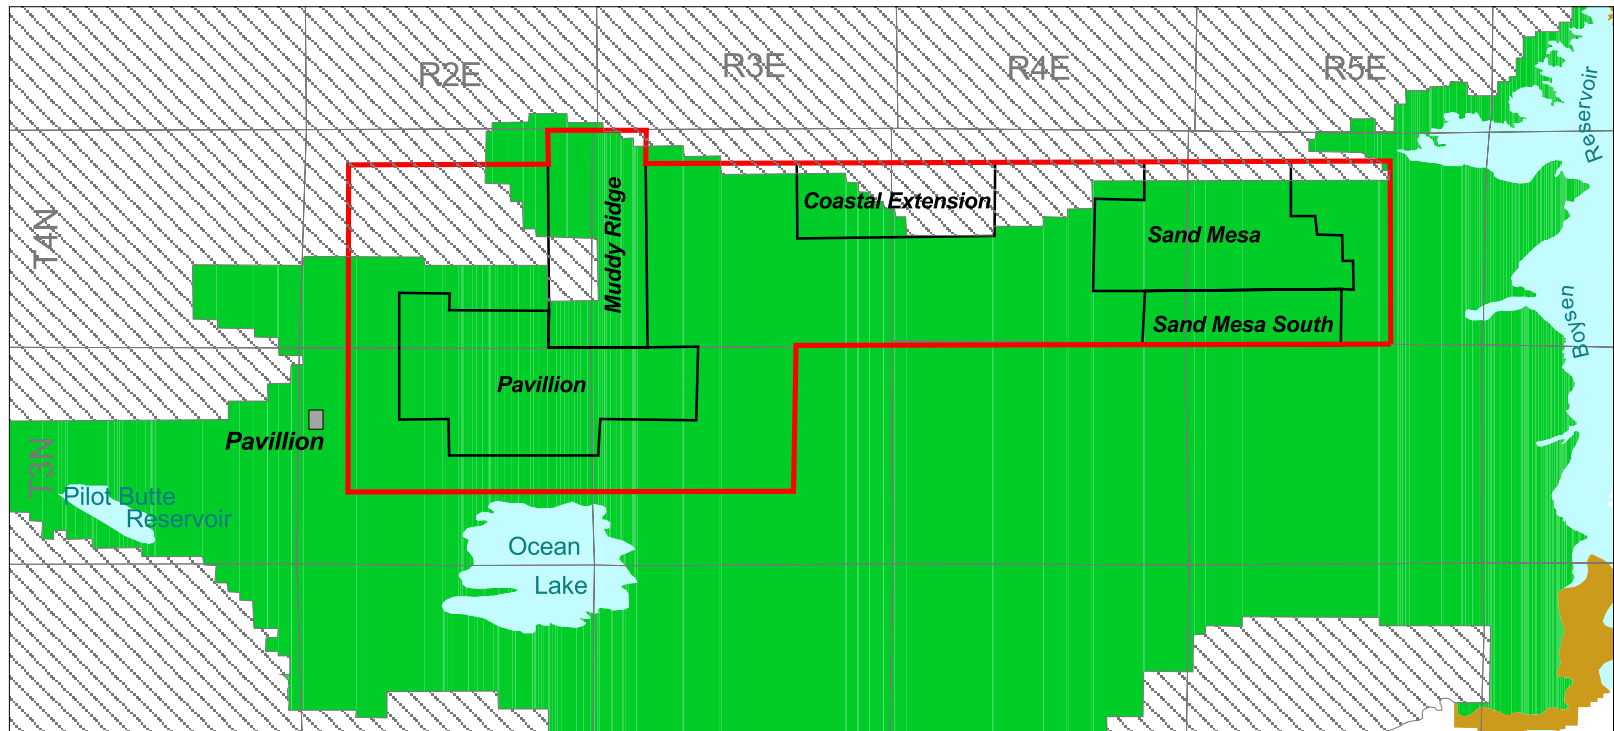 R2E
R3E
R4E
R5E
Reservoir
Boysen
T4N
Muddy Ridge
Coastal Extension
Sand Mesa
Sand Mesa South
Pavillion
Pavillion
T3N
Pilot Butte
Reservoir
Ocean
Lake